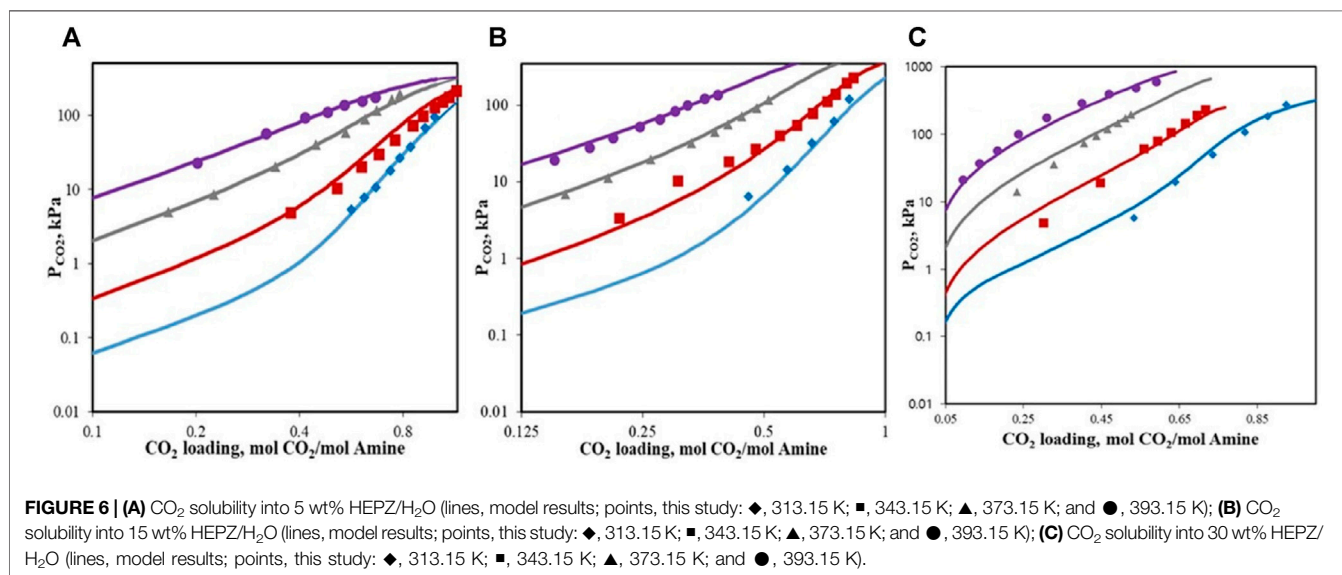 A
B
C
100
10
1
0.1
0.01
P_CO2, kPa
0.1
0.2
0.4
0.8
CO₂ loading, mol CO₂/mol Amine
100
10
1
0.1
0.01
P_CO2, kPa
0.125
0.25
0.5
1
CO₂ loading, mol CO₂/mol Amine
1000
100
10
1
0.1
0.01
P_CO2, kPa
0.05
0.25
0.45
0.65
0.85
CO₂ loading, mol CO₂/mol Amine
FIGURE 6 | (A) CO₂ solubility into 5 wt% HEPZ/H₂O (lines, model results; points, this study: ◆, 313.15 K; ■, 343.15 K; ▲, 373.15 K; and ●, 393.15 K); (B) CO₂
solubility into 15 wt% HEPZ/H₂O (lines, model results; points, this study: ◆, 313.15 K; ■, 343.15 K; ▲, 373.15 K; and ●, 393.15 K); (C) CO₂ solubility into 30 wt% HEPZ/
H₂O (lines, model results; points, this study: ◆, 313.15 K; ■, 343.15 K; ▲, 373.15 K; and ●, 393.15 K).